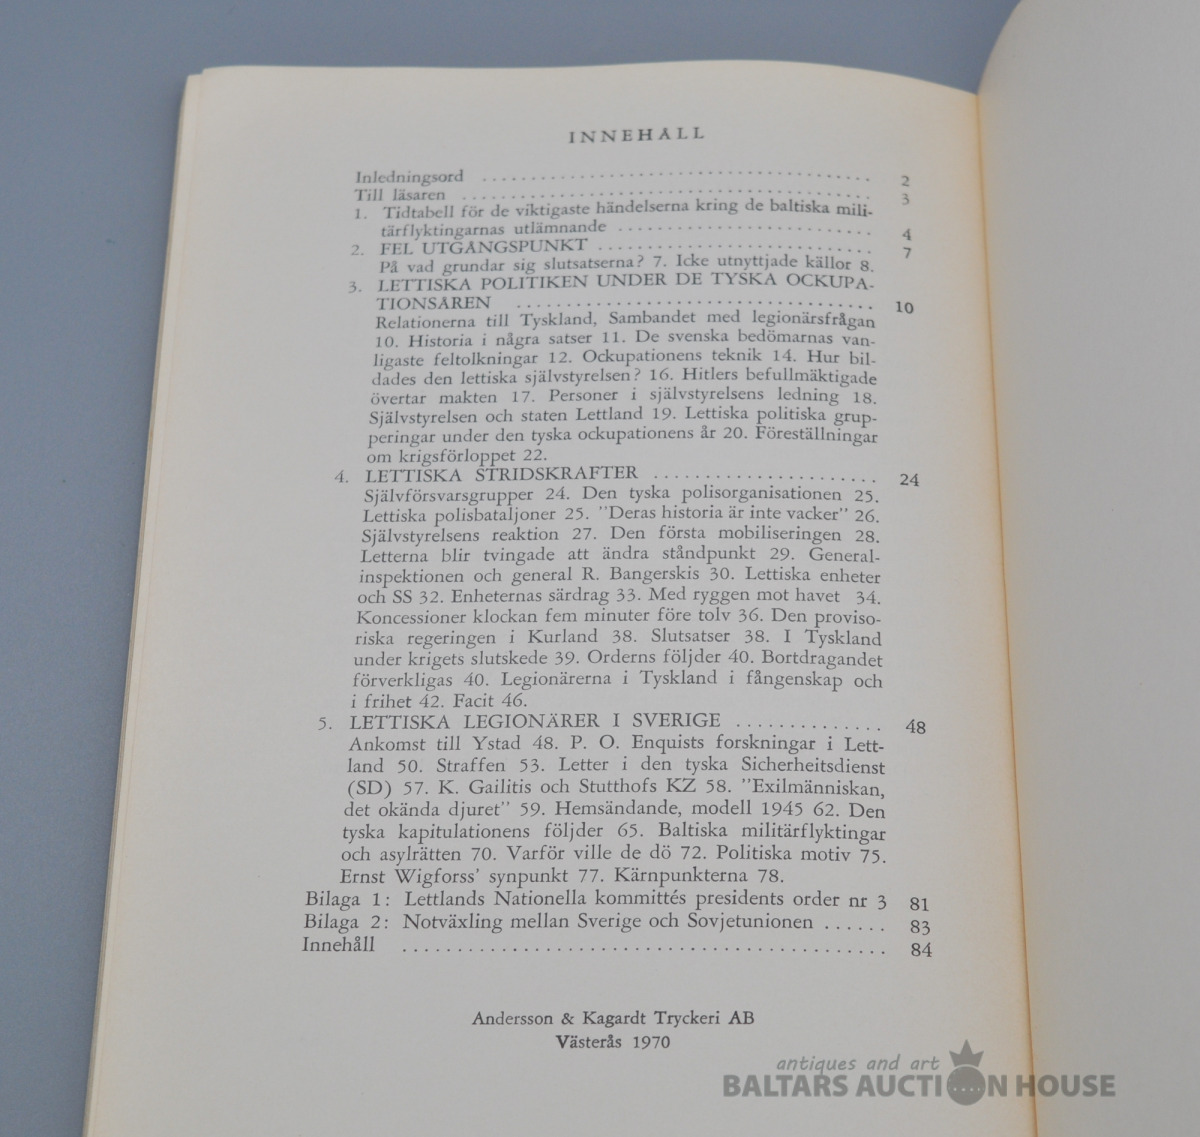 INNEHÅLL
Inledningsord . . . . . . . . . . . . . . . . . . . . . . . . . . . . . . . . . . . . . . . 2
Till läsaren . . . . . . . . . . . . . . . . . . . . . . . . . . . . . . . . . . . . . . . . . 3
1. Tidtabell för de viktigaste händelserna kring de baltiska mili-
tärflyktingarnas utlämnande . . . . . . . . . . . . . . . . . . . . . . . . . . 4
2. FEL UTGÅNGSPUNKT . . . . . . . . . . . . . . . . . . . . . . . . . . . . 7
På vad grundar sig slutsatserna? 7. Icke utnyttjade källor 8.
3. LETTISKA POLITIKEN UNDER DE TYSKA OCKUPA-
TIONSÅREN . . . . . . . . . . . . . . . . . . . . . . . . . . . . . . . . . . . . 10
Relationerna till Tyskland, Sambandet med legionärsfrågan
10. Historia i några satser 11. De svenska bedömarnas van-
ligaste feltolkningar 12. Ockupationens teknik 14. Hur bil-
dades den lettiska självstyrelsen? 16. Hitlers befullmäktigade
övertar makten 17. Personer i självstyrelsens ledning 18.
Självstyrelsen och staten Lettland 19. Lettiska politiska grup-
peringar under den tyska ockupationens år 20. Föreställningar
om krigsförloppet 22.
4. LETTISKA STRIDSKRAFTER . . . . . . . . . . . . . . . . . . . . . . 24
Självförsvarsgrupper 24. Den tyska polisorganisationen 25.
Lettiska polisbataljoner 25. "Deras historia är inte vacker" 26.
Självstyrelsens reaktion 27. Den första mobiliseringen 28.
Letterna blir tvingade att ändra ståndpunkt 29. General-
inspektionen och general R. Bangerskis 30. Lettiska enheter
och SS 32. Enheternas särdrag 33. Med ryggen mot havet 34.
Koncessioner klockan fem minuter före tolv 36. Den proviso-
riska regeringen i Kurland 38. Slutsatser 38. I Tyskland
under krigets slutskede 39. Orderns följder 40. Bortdragandet
förverkligas 40. Legionärerna i Tyskland i fångenskap och
i frihet 42. Facit 46.
5. LETTISKA LEGIONÄRER I SVERIGE . . . . . . . . . . . . . . 48
Ankomst till Ystad 48. P. O. Enquists forskningar i Lett-
land 50. Straffen 53. Letter i den tyska Sicherheitsdienst
(SD) 57. K. Gailitis och Stutthofs KZ 58. "Exilmänniskan,
det okända djuret" 59. Hemsändande, modell 1945 62. Den
tyska kapitulationens följder 65. Baltiska militärflyktingar
och asylrätten 70. Varför ville de dö 72. Politiska motiv 75.
Ernst Wigforss' synpunkt 77. Kärnpunkterna 78.
Bilaga 1: Lettlands Nationella kommittés presidents order nr 3 81
Bilaga 2: Notväxling mellan Sverige och Sovjetunionen . . . . . . 83
Innehåll . . . . . . . . . . . . . . . . . . . . . . . . . . . . . . . . . . . . . . . . . . . . 84
Andersson & Kagardt Tryckeri AB
Västerås 1970
antiques and art
BALTARS AUCTION HOUSE